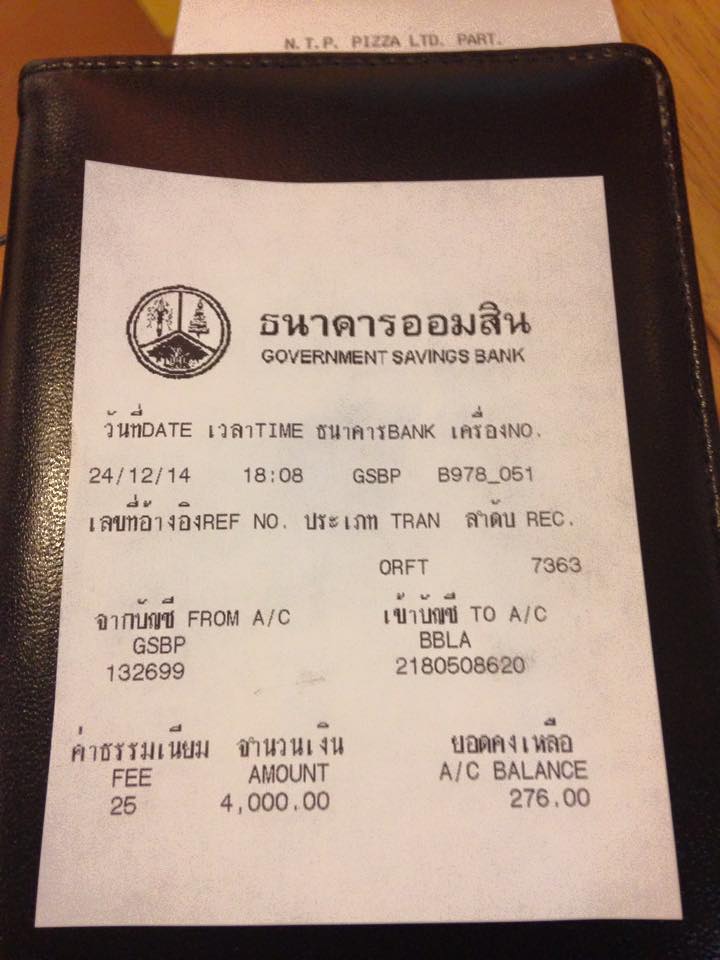 N.T.P. PIZZA LTD. PART.
ธนาคารออมสิน
GOVERNMENT SAVINGS BANK
วันที่DATE เวลาTIME ธนาคารBANK เครื่องNO.
24/12/14 18:08 GSBP B978_051
เลขที่อ้างอิงREF NO. ประเภท TRAN ลำดับ REC.
ORFT 7363
จากบัญชี FROM A/C เข้าบัญชี TO A/C
GSBP BBLA
132699 2180508620
ค่าธรรมเนียม จำนวนเงิน ยอดคงเหลือ
FEE AMOUNT A/C BALANCE
25 4,000.00 276.00